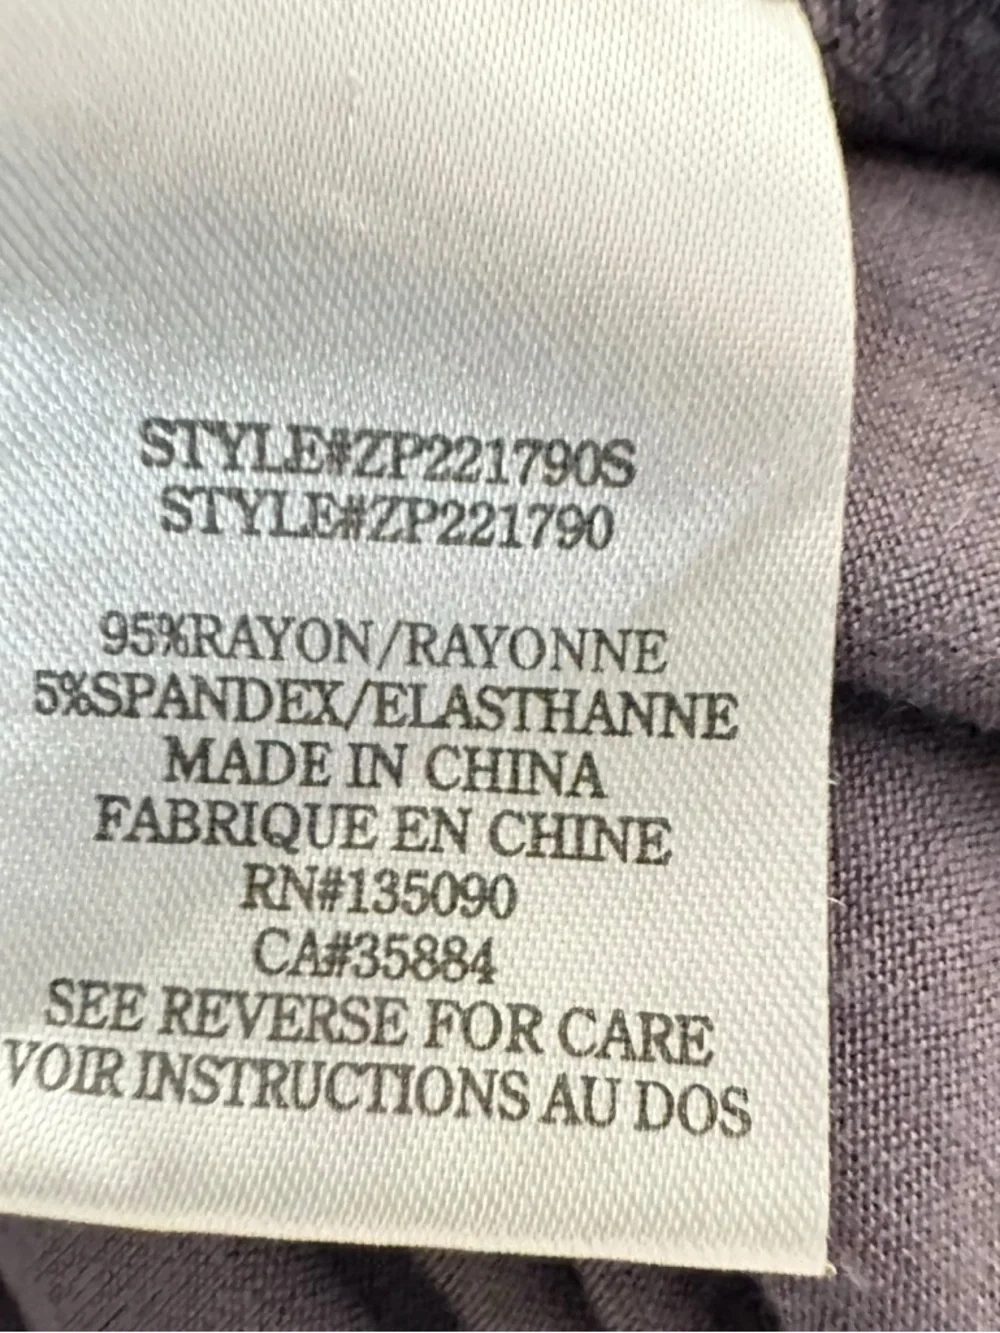 STYLE#ZP221790S
STYLE#ZP221790
95%RAYON/RAYONNE
5%SPANDEX/ELASTHANNE
MADE IN CHINA
FABRIQUE EN CHINE
RN#135090
CA#35884
SEE REVERSE FOR CARE
VOIR INSTRUCTIONS AU DOS